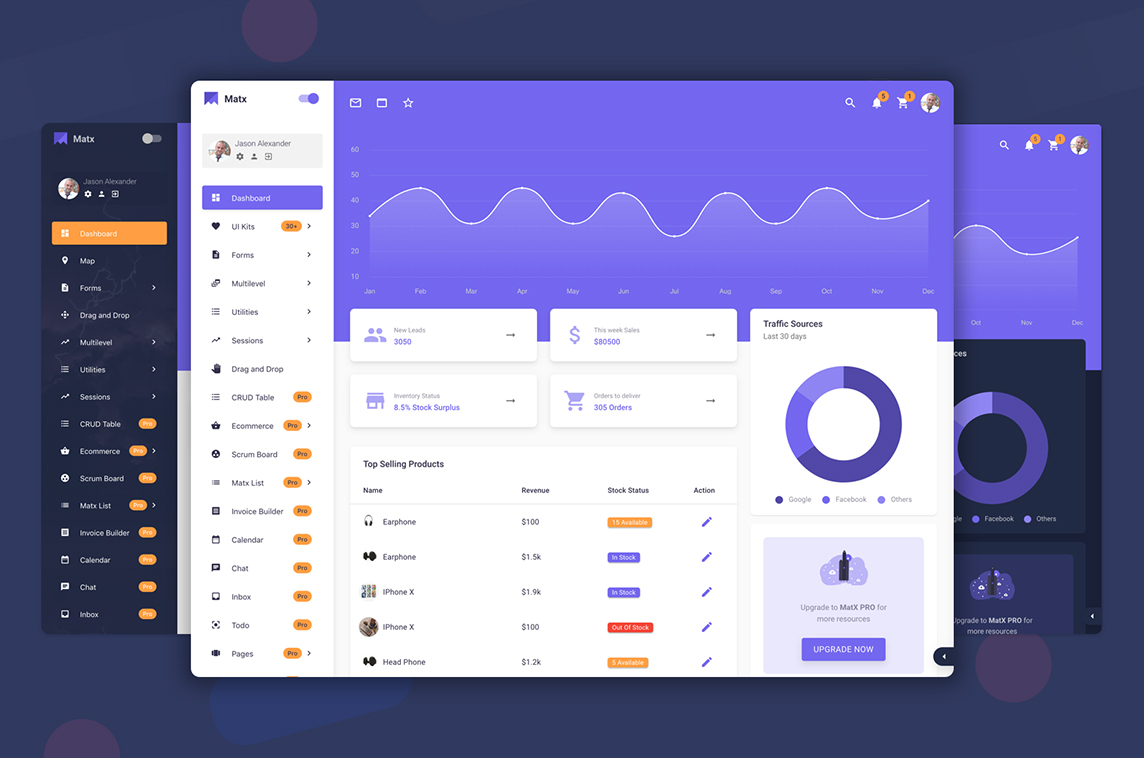 Matx
Jason Alexander
Dashboard
Map
Forms
Drag and Drop
Multilevel
Utilities
Sessions
CRUD Table Pro
Ecommerce Pro
Scrum Board Pro
Matx List Pro
Invoice Builder Pro
Calendar Pro
Chat Pro
Inbox Pro
Matx
Jason Alexander
Dashboard
UI Kits 30+
Forms
Multilevel
Utilities
Sessions
Drag and Drop
CRUD Table Pro
Ecommerce Pro
Scrum Board Pro
Matx List Pro
Invoice Builder Pro
Calendar Pro
Chat Pro
Inbox Pro
Todo Pro
Pages Pro
5 1
60
50
40
30
20
10
Jan Feb Mar Apr May Jun Jul Aug Sep Oct Nov Dec
New Leads
3050
This week Sales
$80500
Inventory Status
8.5% Stock Surplus
Orders to deliver
305 Orders
Top Selling Products
Name Revenue Stock Status Action
Earphone $100 15 Available
Earphone $1.5k In Stock
IPhone X $1.9k In Stock
IPhone X $100 Out Of Stock
Head Phone $1.2k 5 Available
Traffic Sources
Last 30 days
Google Facebook Others
Upgrade to MatX PRO for
more resources
UPGRADE NOW
5 1
Oct Nov Dec
ces
gle Facebook Others
Upgrade to MatX PRO for
more resources